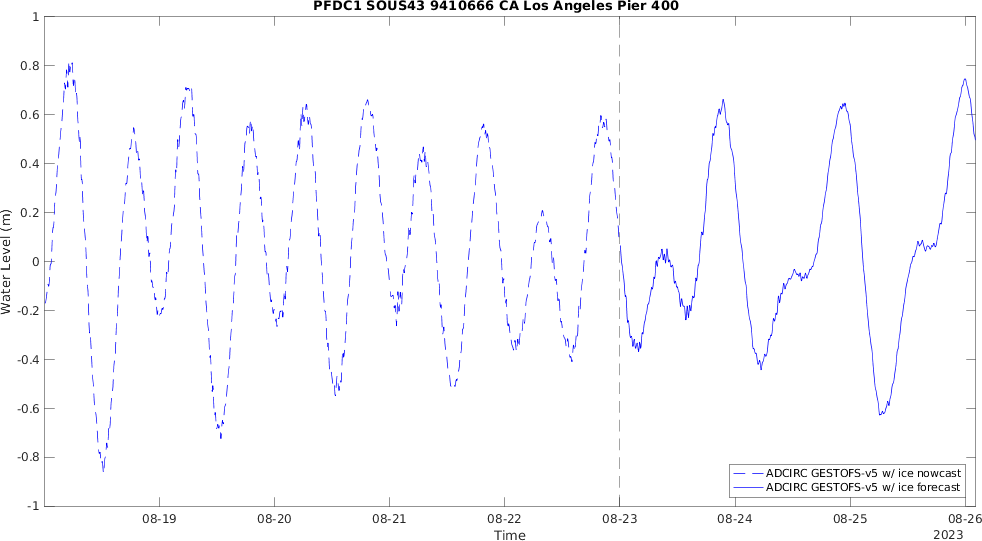 PFDC1 SOUS43 9410666 CA Los Angeles Pier 400
Water Level (m)
1
0.8
0.6
0.4
0.2
0
-0.2
-0.4
-0.6
-0.8
-1
ADCIRC GESTOFS-v5 w/ ice nowcast
ADCIRC GESTOFS-v5 w/ ice forecast
08-19 08-20 08-21 08-22 08-23 08-24 08-25 08-26
Time 2023